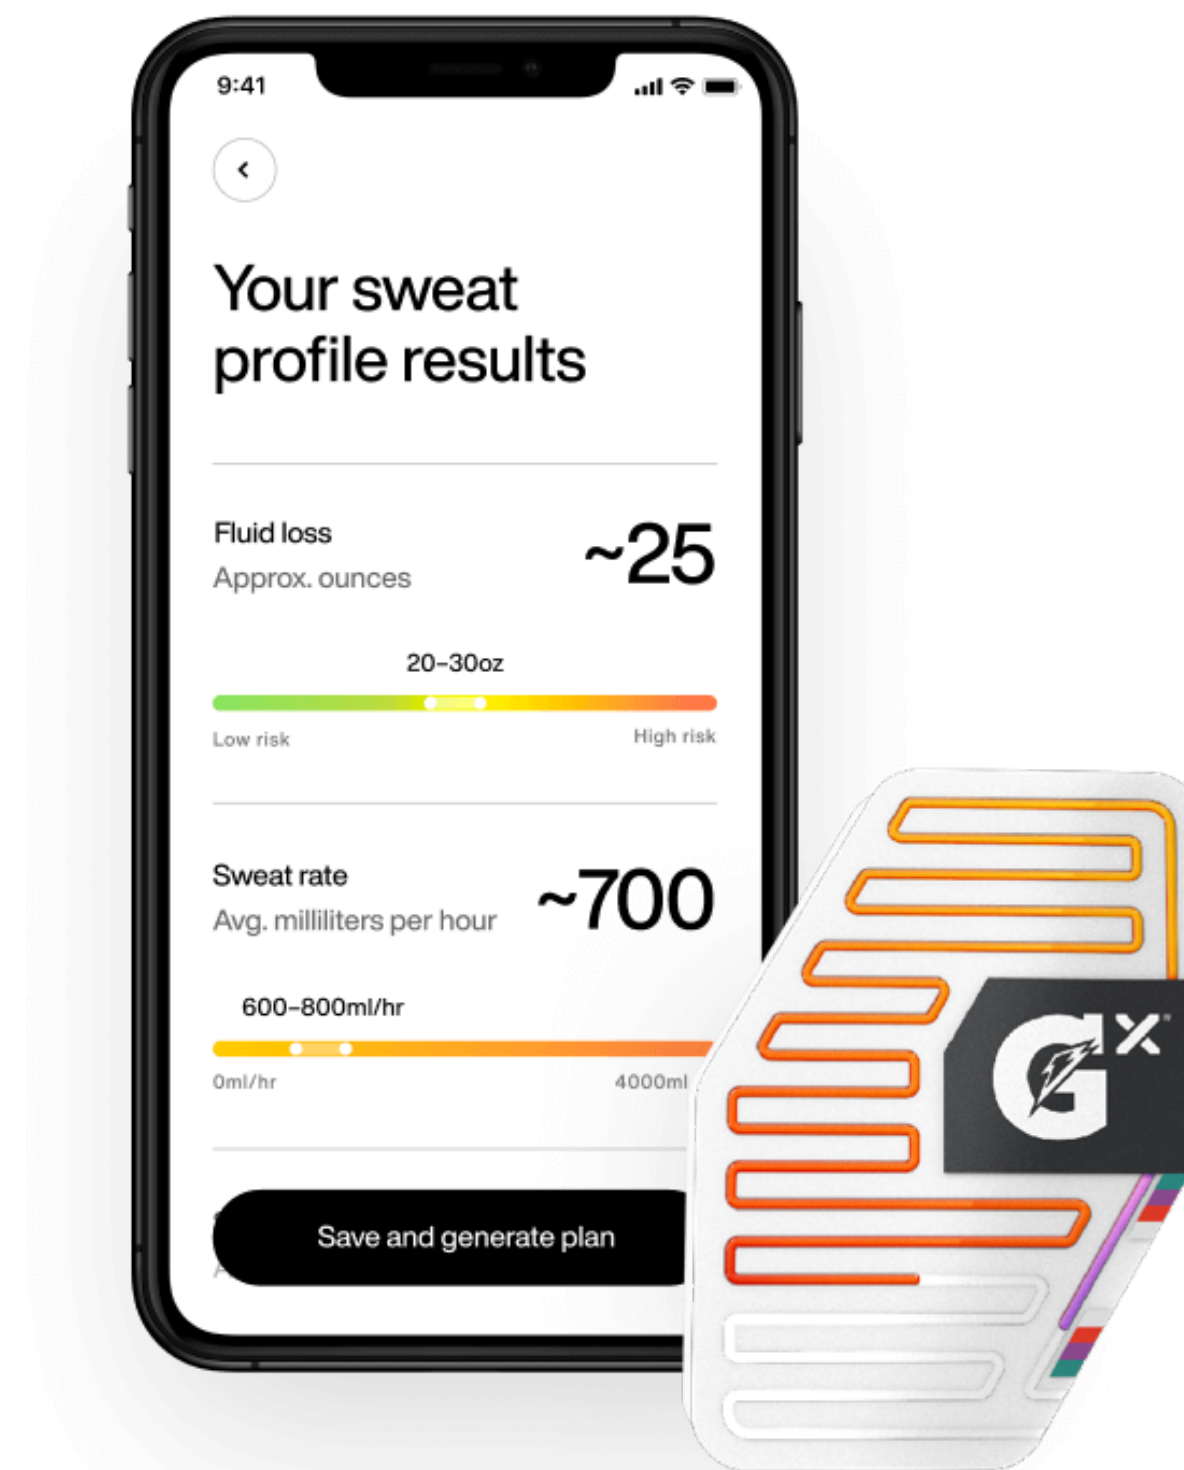 9:41
Your sweat
profile results
Fluid loss
Approx. ounces
~25
20–30oz
Low risk
High risk
Sweat rate
Avg. milliliters per hour
~700
600–800ml/hr
0ml/hr
4000ml
Save and generate plan
G X